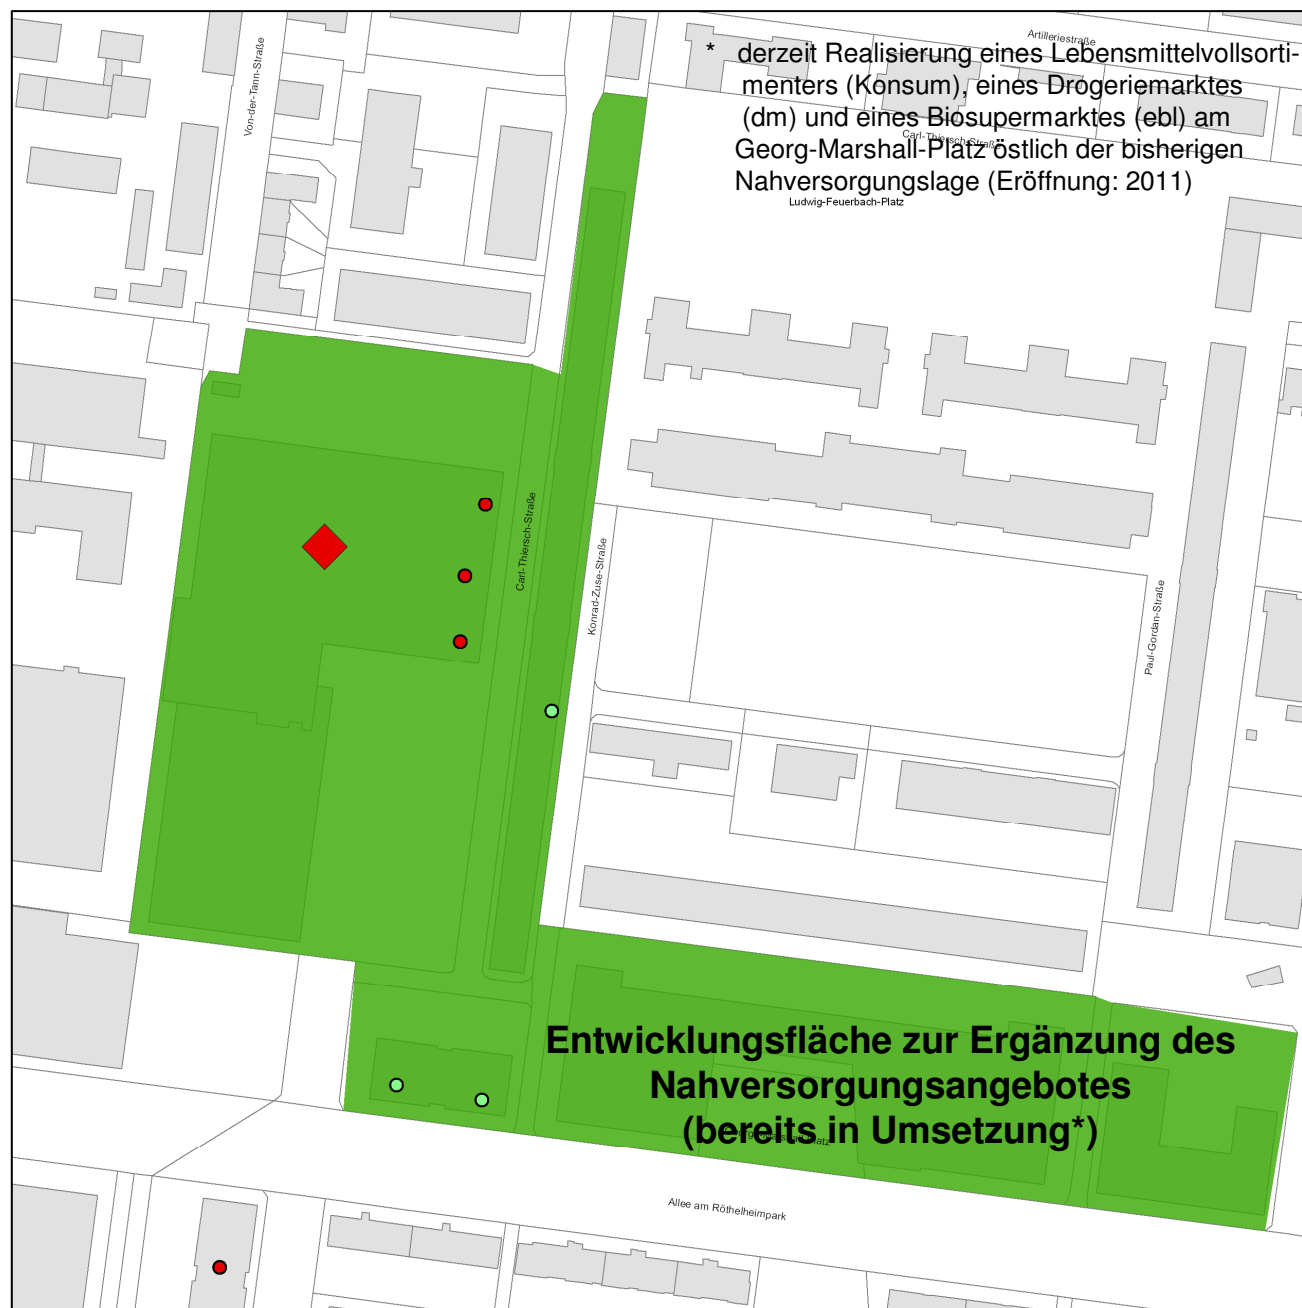 Artilleriestraße
* derzeit Realisierung eines Lebensmittelvollsorti-
menters (Konsum), eines Drogeriemarktes
(dm) und eines Biosupermarktes (ebl) am
Carl-Thiersch-Straße
Georg-Marshall-Platz östlich der bisherigen
Nahversorgungslage (Eröffnung: 2011)
Ludwig-Feuerbach-Platz
Von-der-Tann-Straße
Carl-Thiersch-Straße
Konrad-Zuse-Straße
Paul-Gordan-Straße
Entwicklungsfläche zur Ergänzung des
Nahversorgungsangebotes
(bereits in Umsetzung*)
Allee am Röthelheimpark